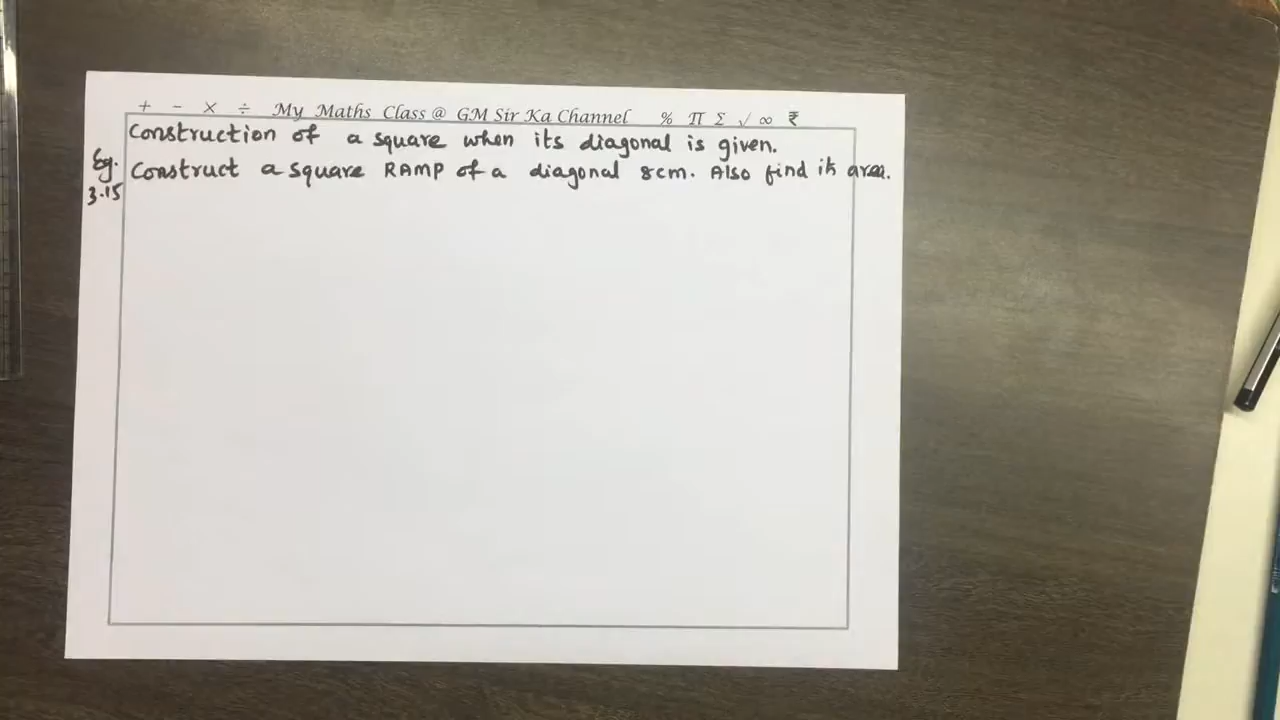 + - × ÷ My Maths Class @ GM Sir Ka Channel % Π Σ √ ∞ ₹
Construction of a square when its diagonal is given.
Eg. 3.15 Construct a square RAMP of a diagonal 8cm. Also find its area.